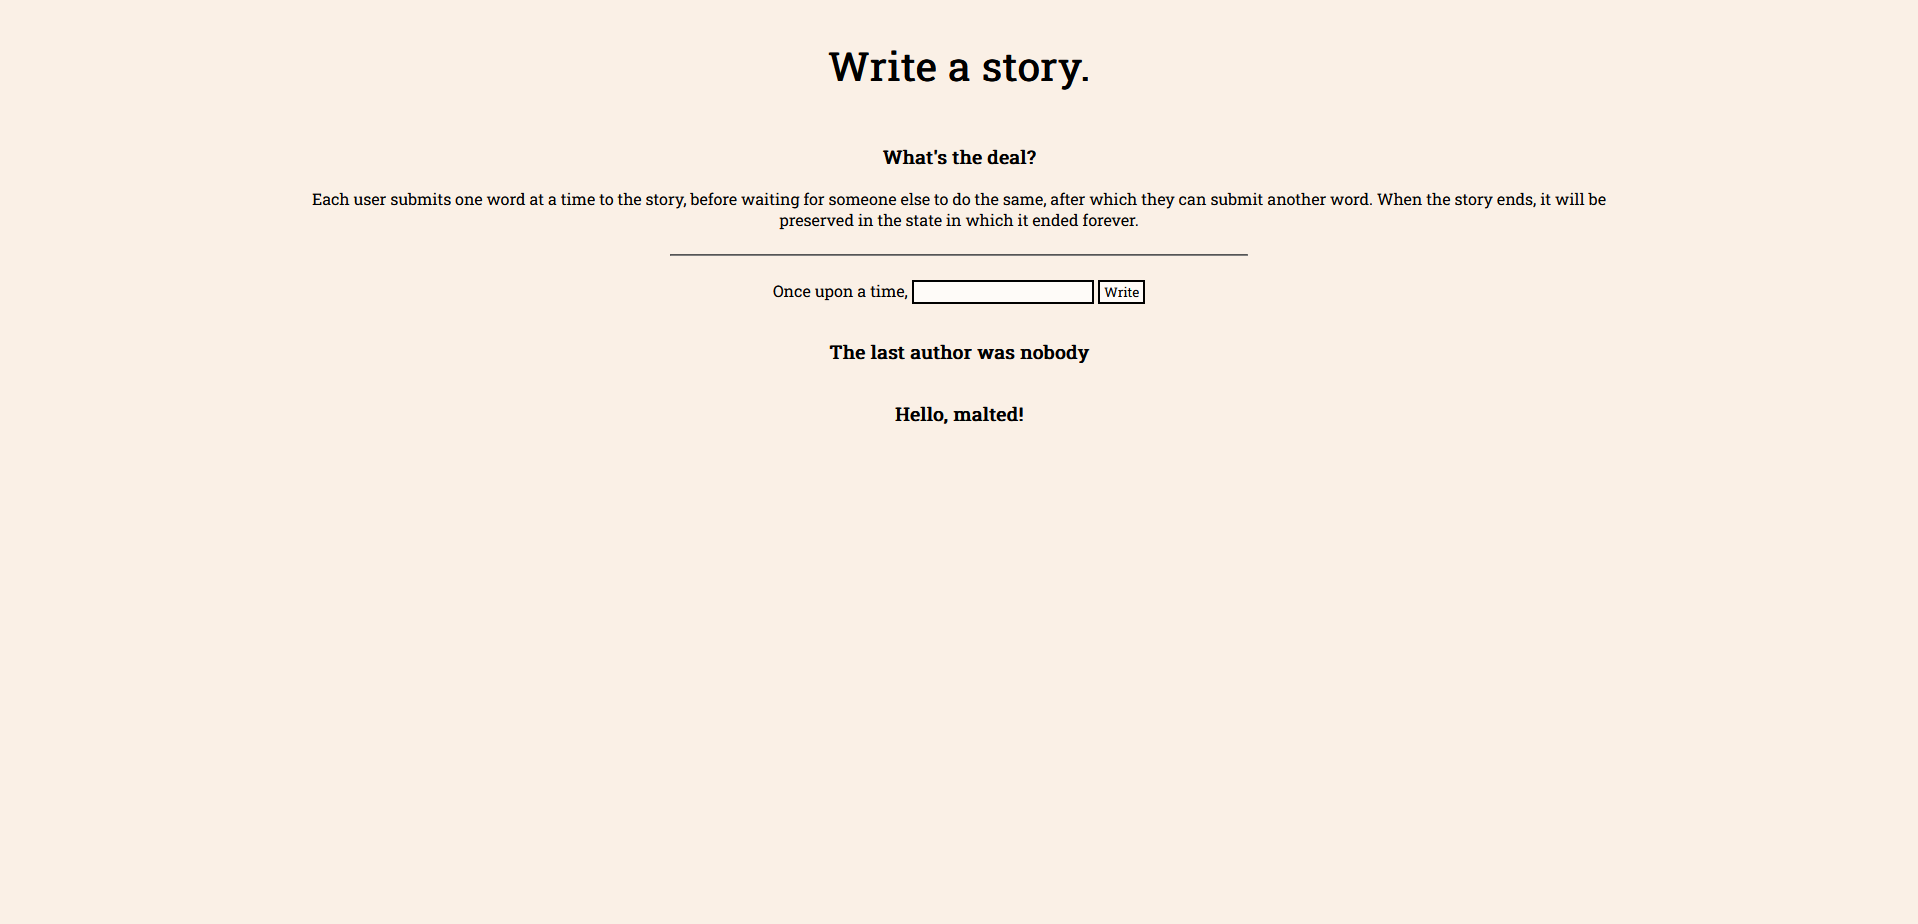 Write a story.
What's the deal?
Each user submits one word at a time to the story, before waiting for someone else to do the same, after which they can submit another word. When the story ends, it will be
preserved in the state in which it ended forever.
Once upon a time, Write
The last author was nobody
Hello, malted!